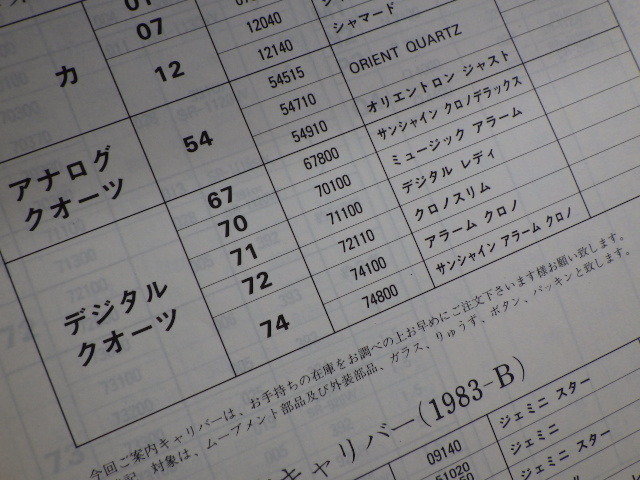 カ
07
12040
12
12140
シャマード
アナログ
クオーツ
54
54515
ORIENT QUARTZ
54710
54910
オリエントロン ジャスト
デジタル
クオーツ
67
67800
サンシャイン クロノデラックス
70
70100
ミュージック アラーム
71
71100
デジタル レディ
72
72110
クロノスリム
74
74100
アラーム クロノ
74800
サンシャイン アラーム クロノ
今回ご案内キャリバーは、お手持ちの在庫をお調べの上お早めにご注文下さいます様お願い致します。
対象は、ムーブメント部品及び外装部品、ガラス、りゅうず、ボタン、パッキンと致します。
キャリバー(1983-B)
09140
ジェミニ スター
51020
ジェミニ
ジェミニ スター